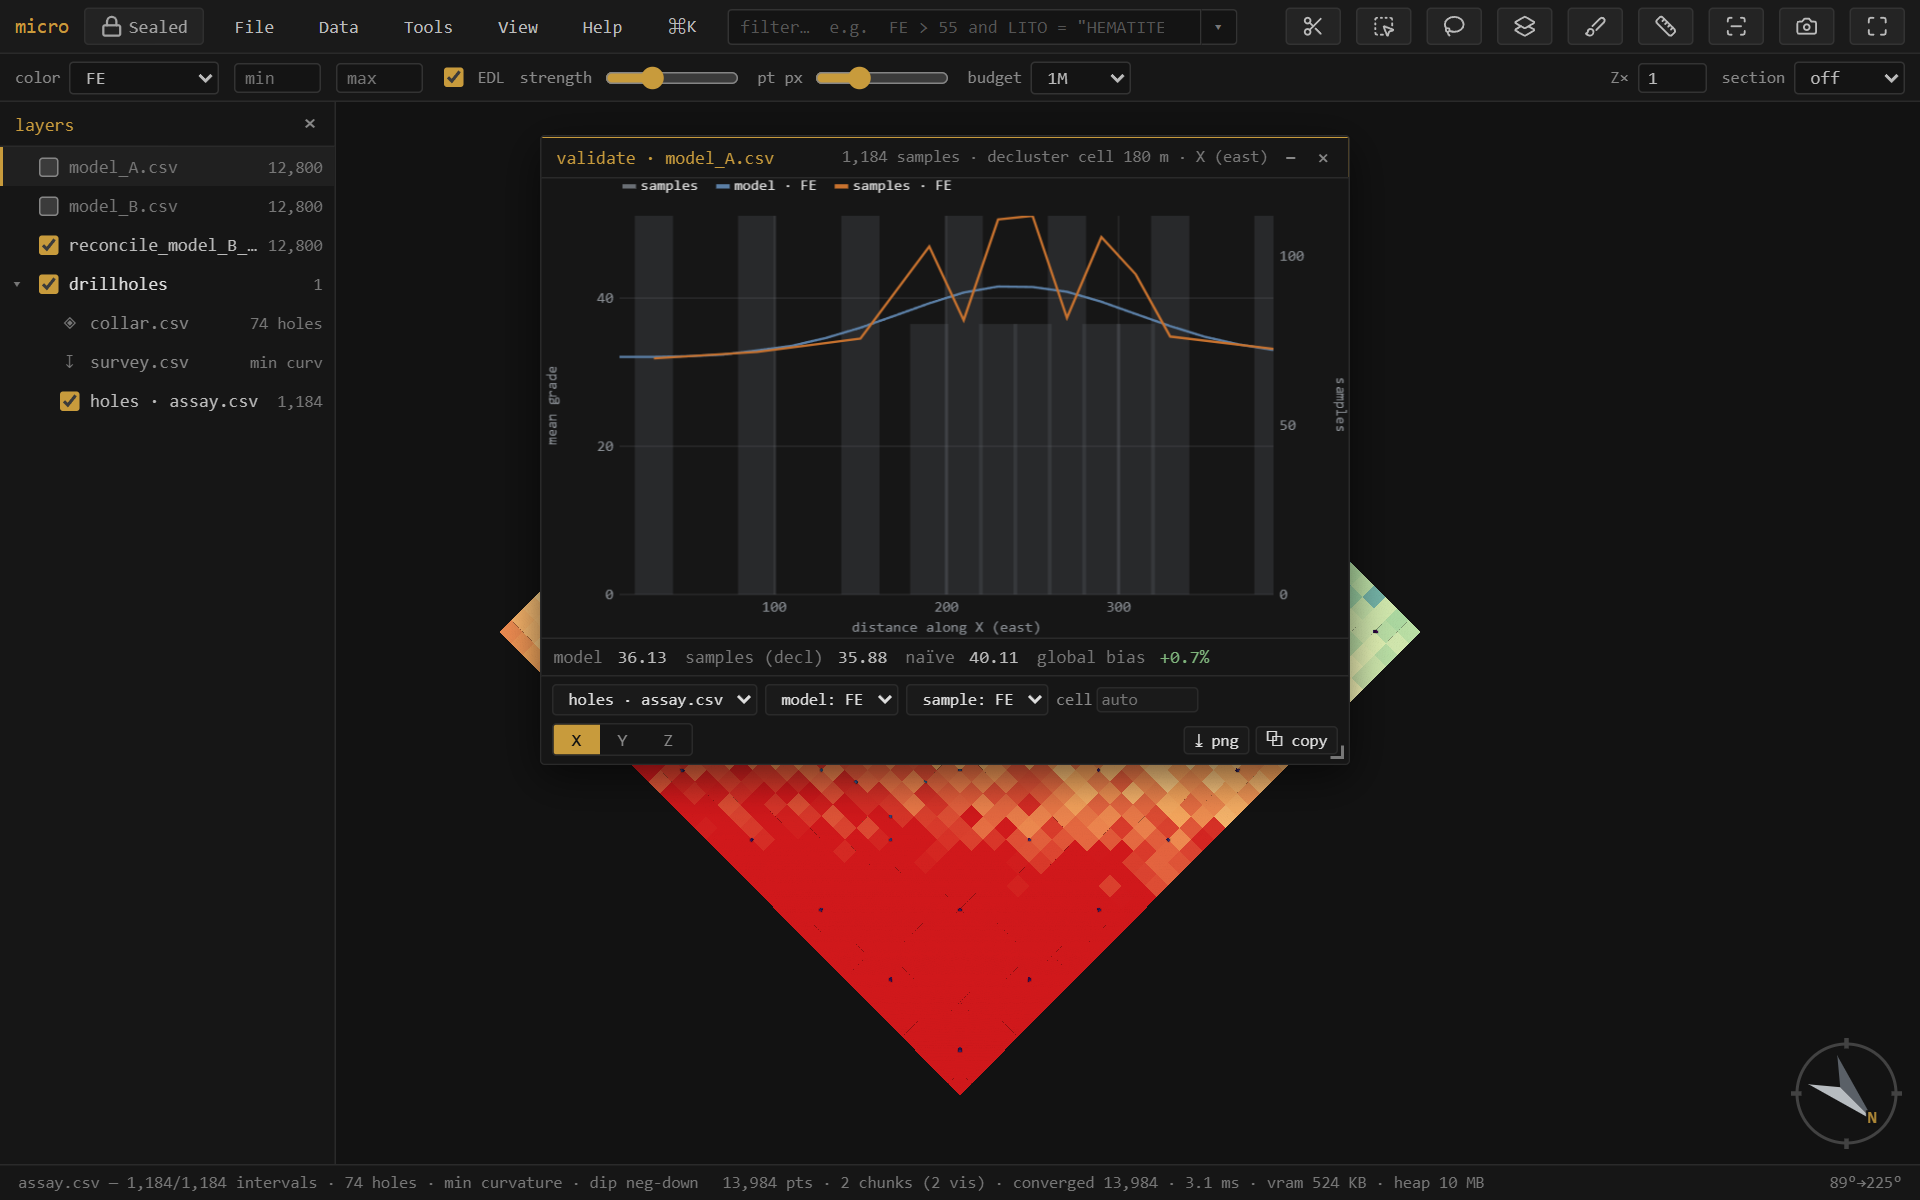 micro Sealed File Data Tools View Help ⌘K filter… e.g. FE > 55 and LITO = "HEMATITE
color FE min max EDL strength pt px budget 1M Z× 1 section off
layers ×
model_A.csv 12,800
model_B.csv 12,800
reconcile_model_B_… 12,800
drillholes 1
collar.csv 74 holes
survey.csv min curv
holes · assay.csv 1,184
validate · model_A.csv 1,184 samples · decluster cell 180 m · X (east) – ×
samples model · FE samples · FE
mean grade
40
20
0
100
50
0
samples
100 200 300
distance along X (east)
model 36.13 samples (decl) 35.88 naïve 40.11 global bias +0.7%
holes · assay.csv model: FE sample: FE cell auto
X Y Z png copy
N
assay.csv — 1,184/1,184 intervals · 74 holes · min curvature · dip neg-down 13,984 pts · 2 chunks (2 vis) · converged 13,984 · 3.1 ms · vram 524 KB · heap 10 MB 89°→225°